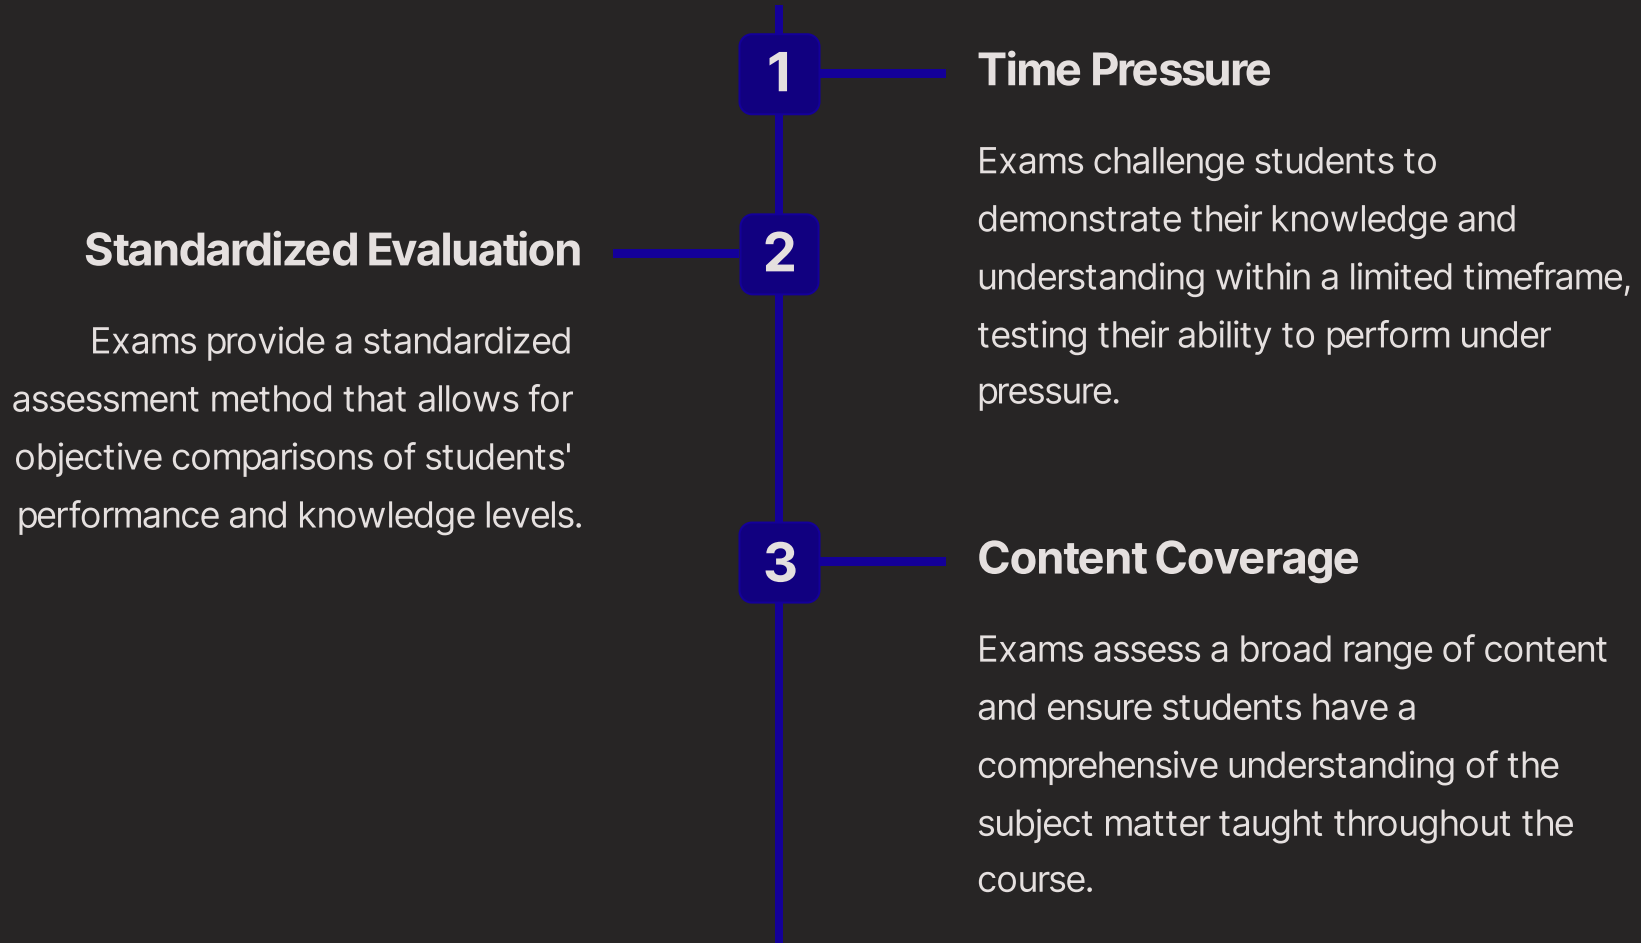 1
Time Pressure
Exams challenge students to
demonstrate their knowledge and
understanding within a limited timeframe,
testing their ability to perform under
pressure.
2
Standardized Evaluation
Exams provide a standardized
assessment method that allows for
objective comparisons of students'
performance and knowledge levels.
3
Content Coverage
Exams assess a broad range of content
and ensure students have a
comprehensive understanding of the
subject matter taught throughout the
course.